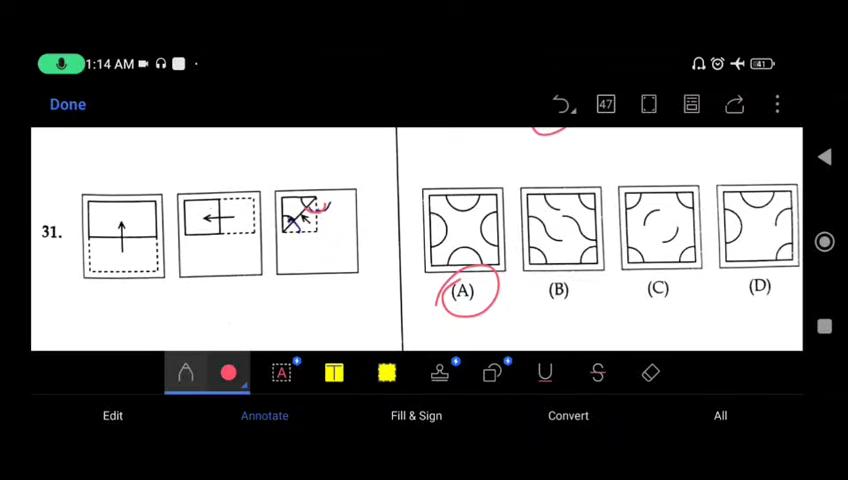 1:14 AM
41
Done
47
31.
(A)
(B)
(C)
(D)
A
T
U
S
Edit
Annotate
Fill & Sign
Convert
All